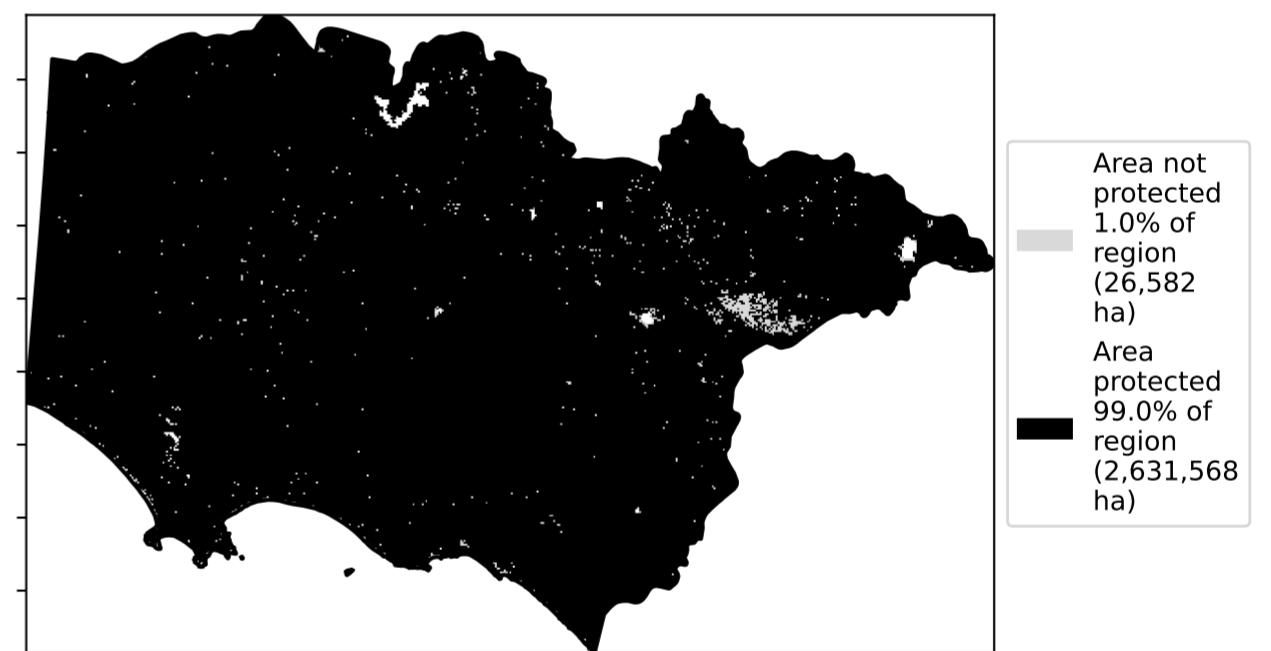 Area not
protected
1.0% of
region
(26,582
ha)
Area
protected
99.0% of
region
(2,631,568
ha)